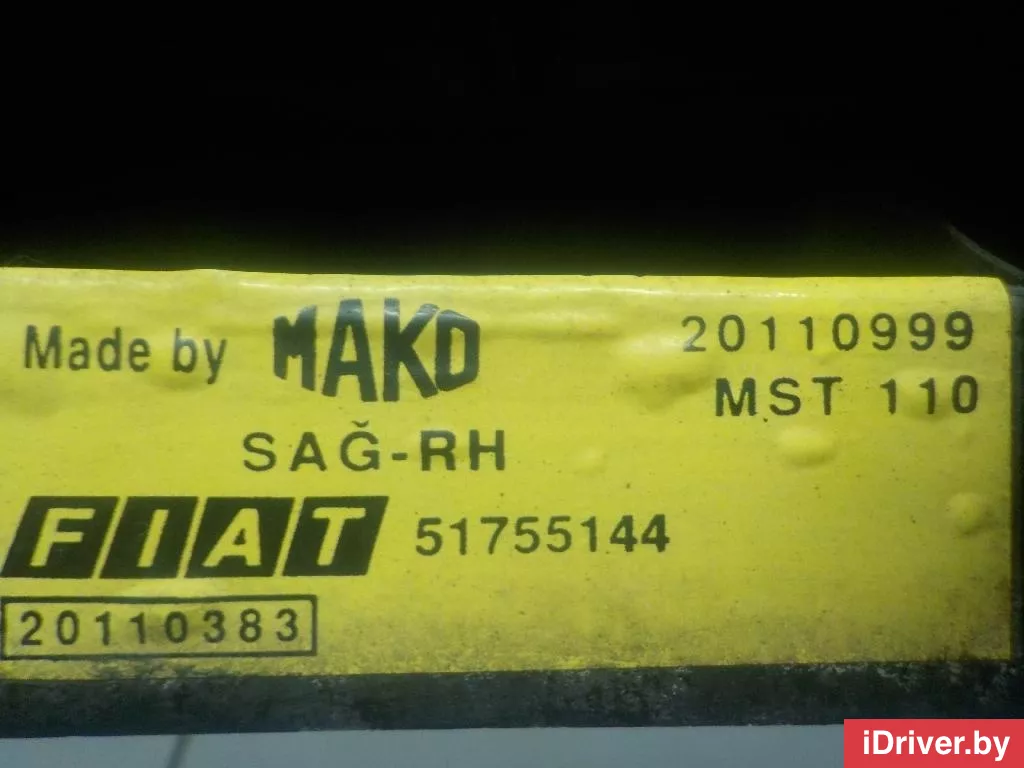 Made by MAKO 20110999
MST 110
SAĞ-RH
FIAT 51755144
20110383
iDriver.by